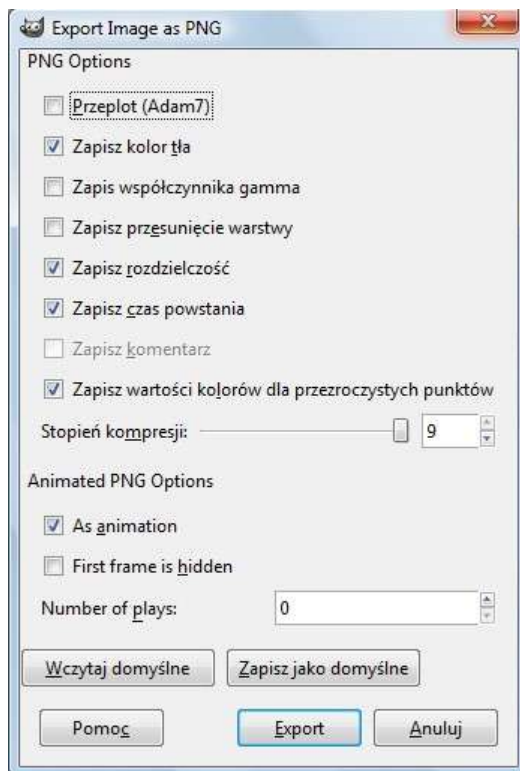 Export Image as PNG
PNG Options
Przeplot (Adam7)
Zapisz kolor tła
Zapis współczynnika gamma
Zapisz przesunięcie warstwy
Zapisz rozdzielczość
Zapisz czas powstania
Zapisz komentarz
Zapisz wartości kolorów dla przezroczystych punktów
Stopień kompresji: 9
Animated PNG Options
As animation
First frame is hidden
Number of plays: 0
Wczytaj domyślne Zapisz jako domyślne
Pomoc Export Anuluj